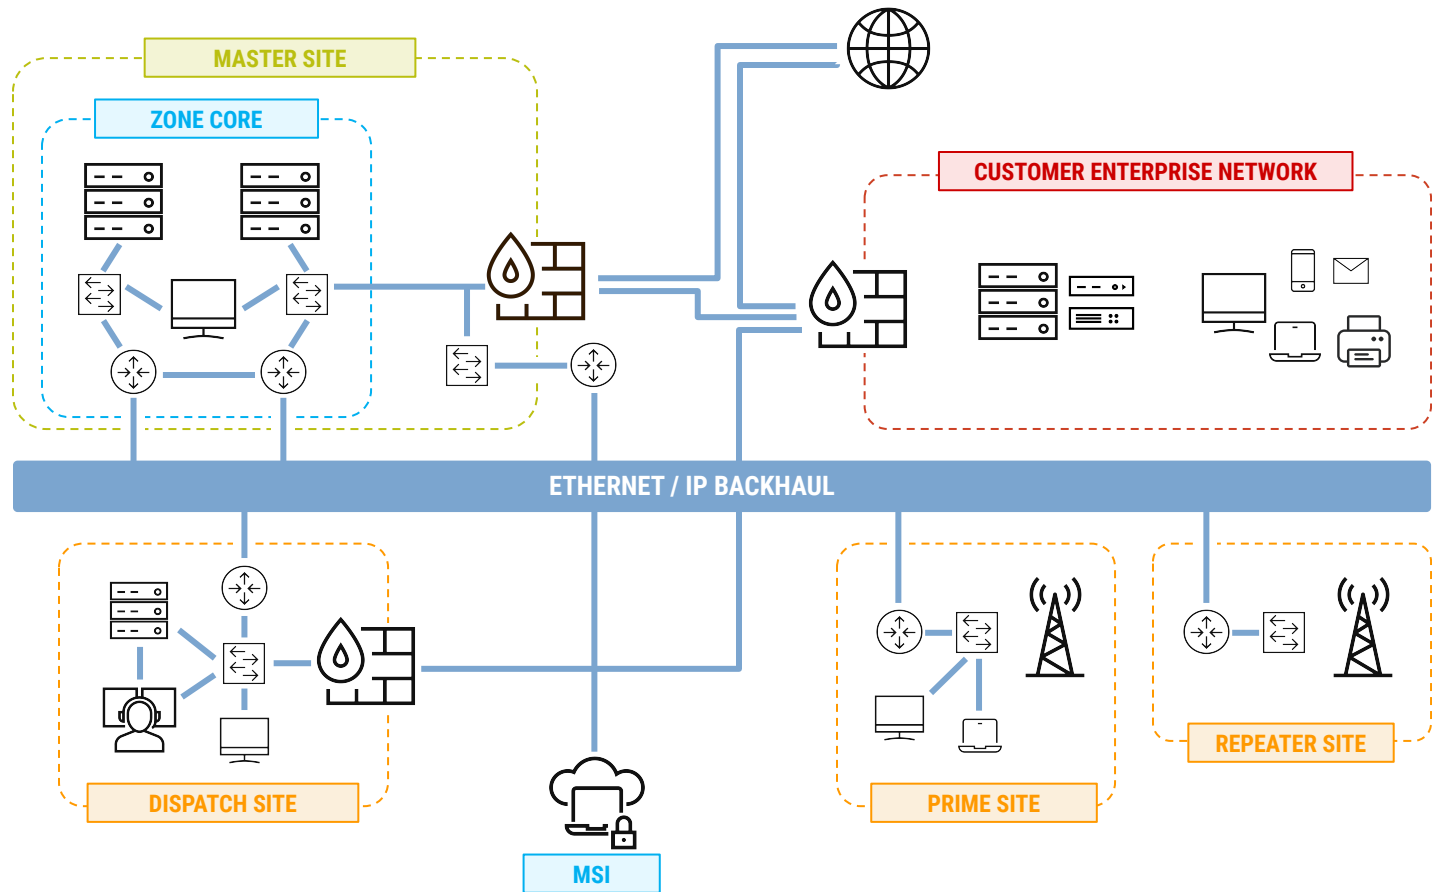 MASTER SITE
ZONE CORE
CUSTOMER ENTERPRISE NETWORK
ETHERNET / IP BACKHAUL
DISPATCH SITE
PRIME SITE
REPEATER SITE
MSI